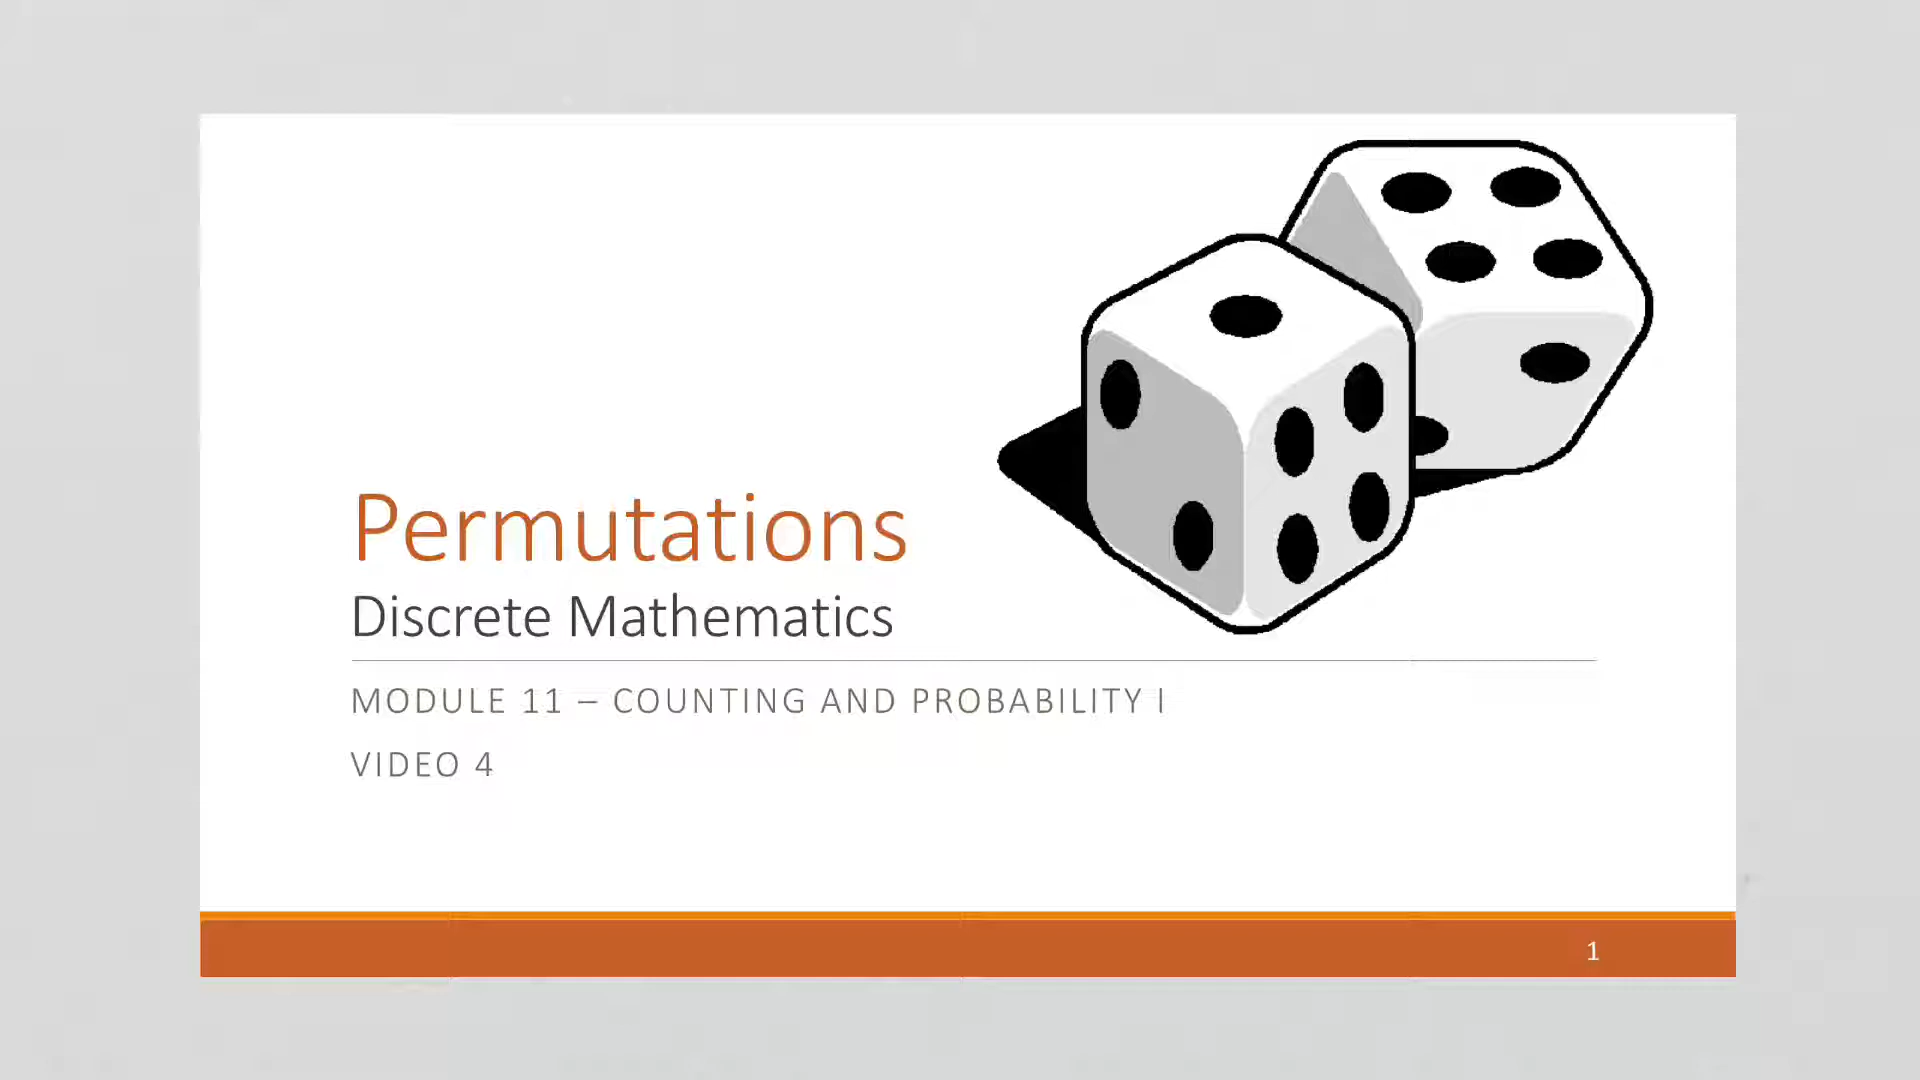 Permutations
Discrete Mathematics
MODULE 11 – COUNTING AND PROBABILITY I
VIDEO 4
1